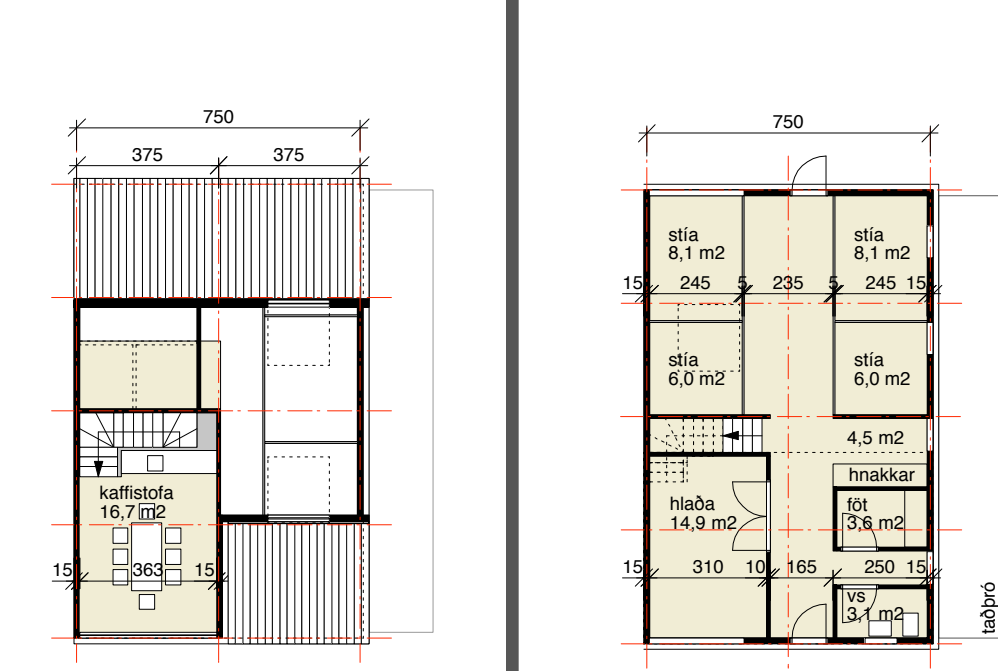 750
375 375
kaffistofa
16,7 m2
15 363 15
750
stía
8,1 m2
stía
8,1 m2
15 245 5 235 5 245 15
stía
6,0 m2
stía
6,0 m2
4,5 m2
hnakkar
hlaða
14,9 m2
föt
3,6 m2
15 310 10 165 250 15
vs
3,1 m2
taðþró